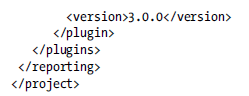 <version>3.0.0</version>
</plugin>
</plugins>
</reporting>
</project>